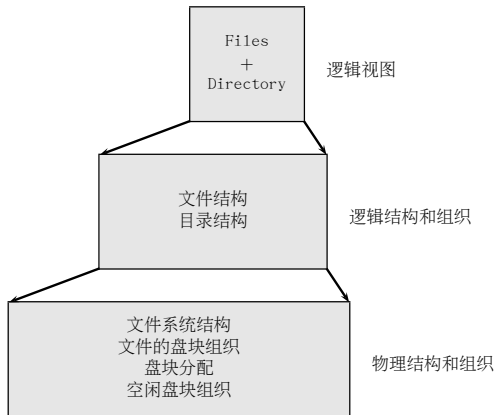 Files
+
Directory
逻辑视图
文件结构
目录结构
逻辑结构和组织
文件系统结构
文件的盘块组织
盘块分配
空闲盘块组织
物理结构和组织